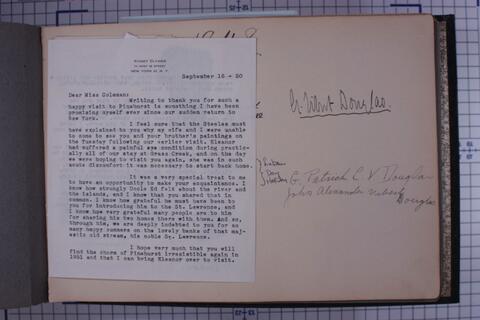 SIDNEY
NEW YORK
September 16 - 50
Dear Miss Coleman:
Writing to thank you for such a
happy visit to Pinehurst is something I have been
promising myself ever since our sudden return to
New York.
I feel sure that the Steeles must
have explained to you why my wife and I were unable
to come to see you and your brother's paintings on
the Tuesday following our earlier visit. Eleanor
had suffered a painful eye condition during practic-
ally all of our stay at Grass Creek, and on the day
we were hoping to visit you again, she was in such
acute discomfort it was necessary to start back home.
It was a very special treat to me
to have an opportunity to make your acquaintance. I
know how strongly Uncle Ed felt about the river and
the islands, and I know that you shared that in
common. I know how grateful he must have been to
you for introducing him to the St. Lawrence, and
I know how very grateful many people are to him
for sharing his two homes there with them. And so,
through him, we are deeply indebted to you for so
many happy summers on the lovely banks of that maj-
estic old stream, his noble St. Lawrence.
I hope very much that you will
find the charm of Pinehurst irresistible again in
1951 and that I can bring Eleanor over to visit.
Douglas.
G. Patrick C. V. Douglas
John Alexander
Douglas